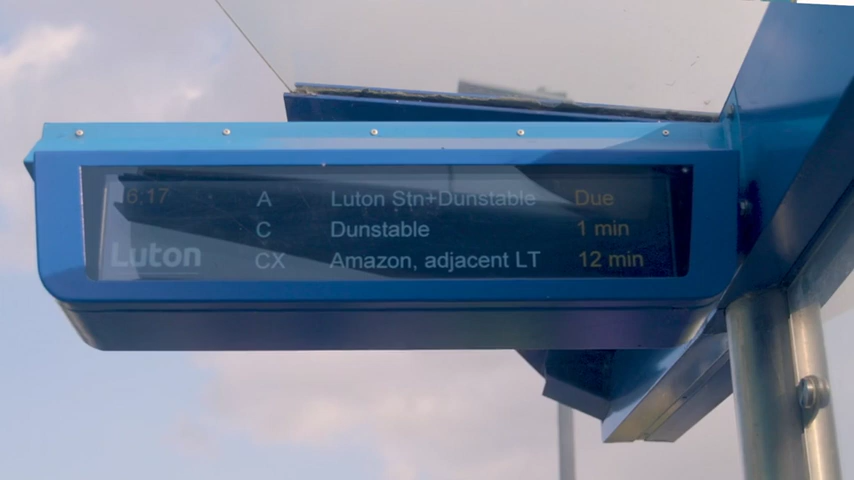 6:17 A Luton Stn+Dunstable Due
C Dunstable 1 min
Luton CX Amazon, adjacent LT 12 min